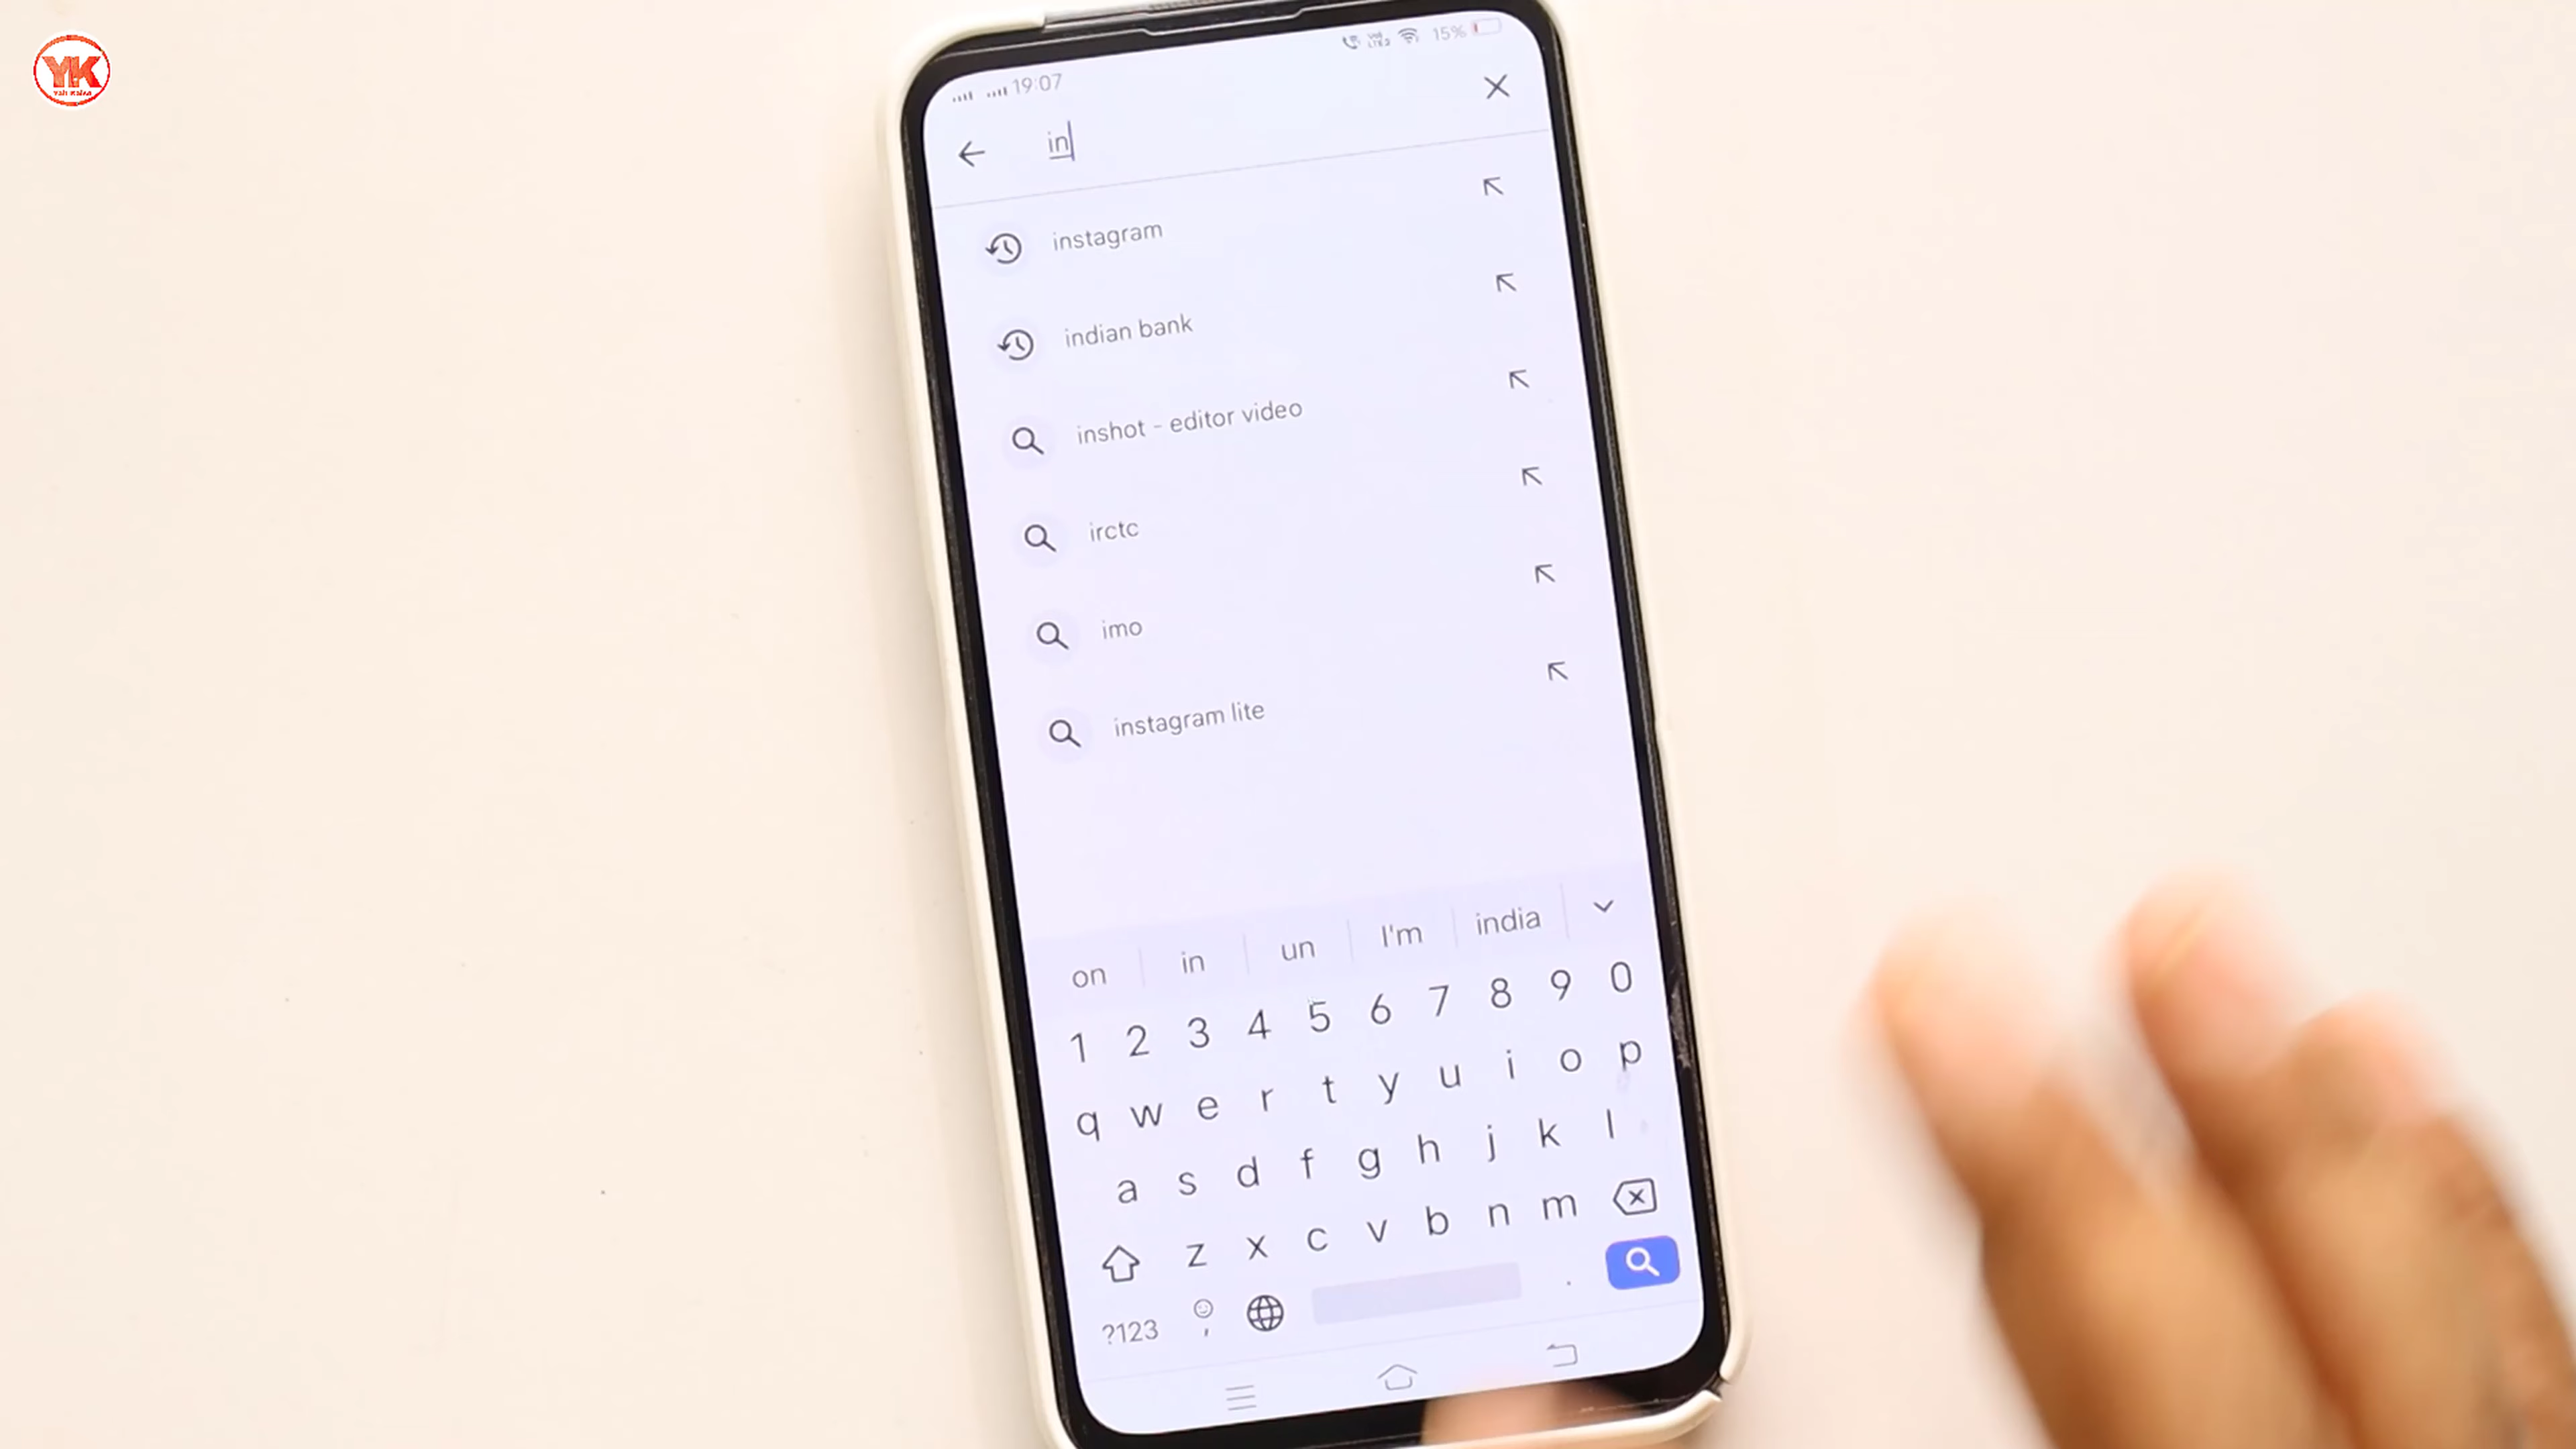 YK
19:07
15%
in
instagram
indian bank
inshot - editor video
irctc
imo
instagram lite
on in un I'm india
1 2 3 4 5 6 7 8 9 0
q w e r t y u i o p
a s d f g h j k l
z x c v b n m
?123 , .